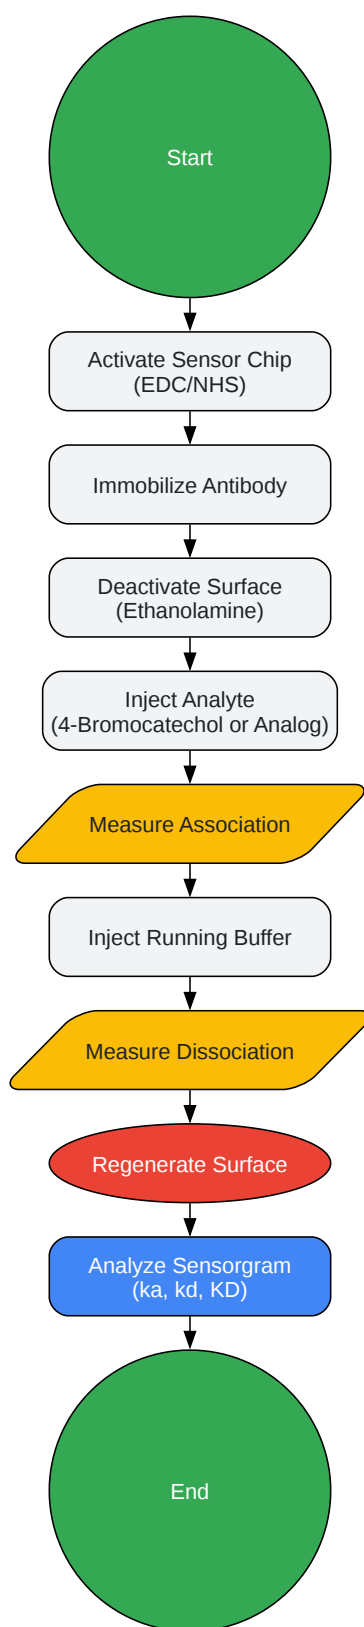 Start
Activate Sensor Chip
(EDC/NHS)
Immobilize Antibody
Deactivate Surface
(Ethanolamine)
Inject Analyte
(4-Bromocatechol or Analog)
Measure Association
Inject Running Buffer
Measure Dissociation
Regenerate Surface
Analyze Sensorgram
(ka, kd, KD)
End